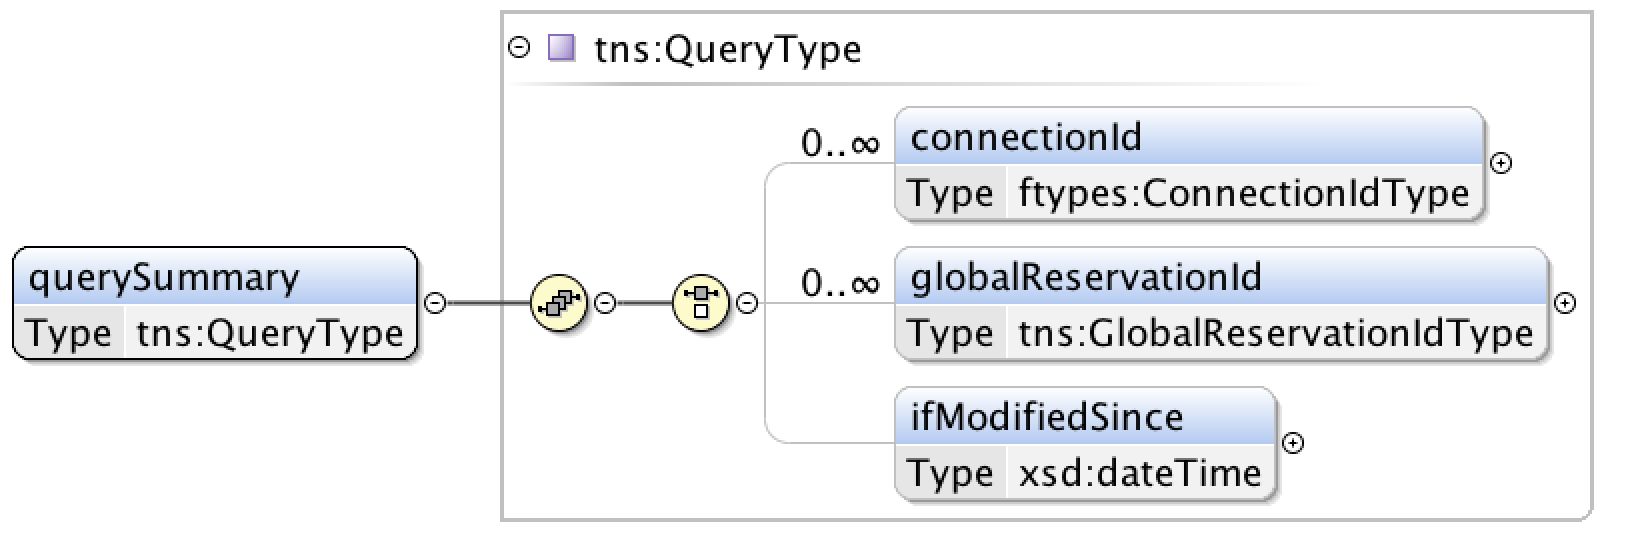 tns:QueryType
0..∞
connectionId
Type ftypes:ConnectionIdType
querySummary
Type tns:QueryType
0..∞
globalReservationId
Type tns:GlobalReservationIdType
ifModifiedSince
Type xsd:dateTime